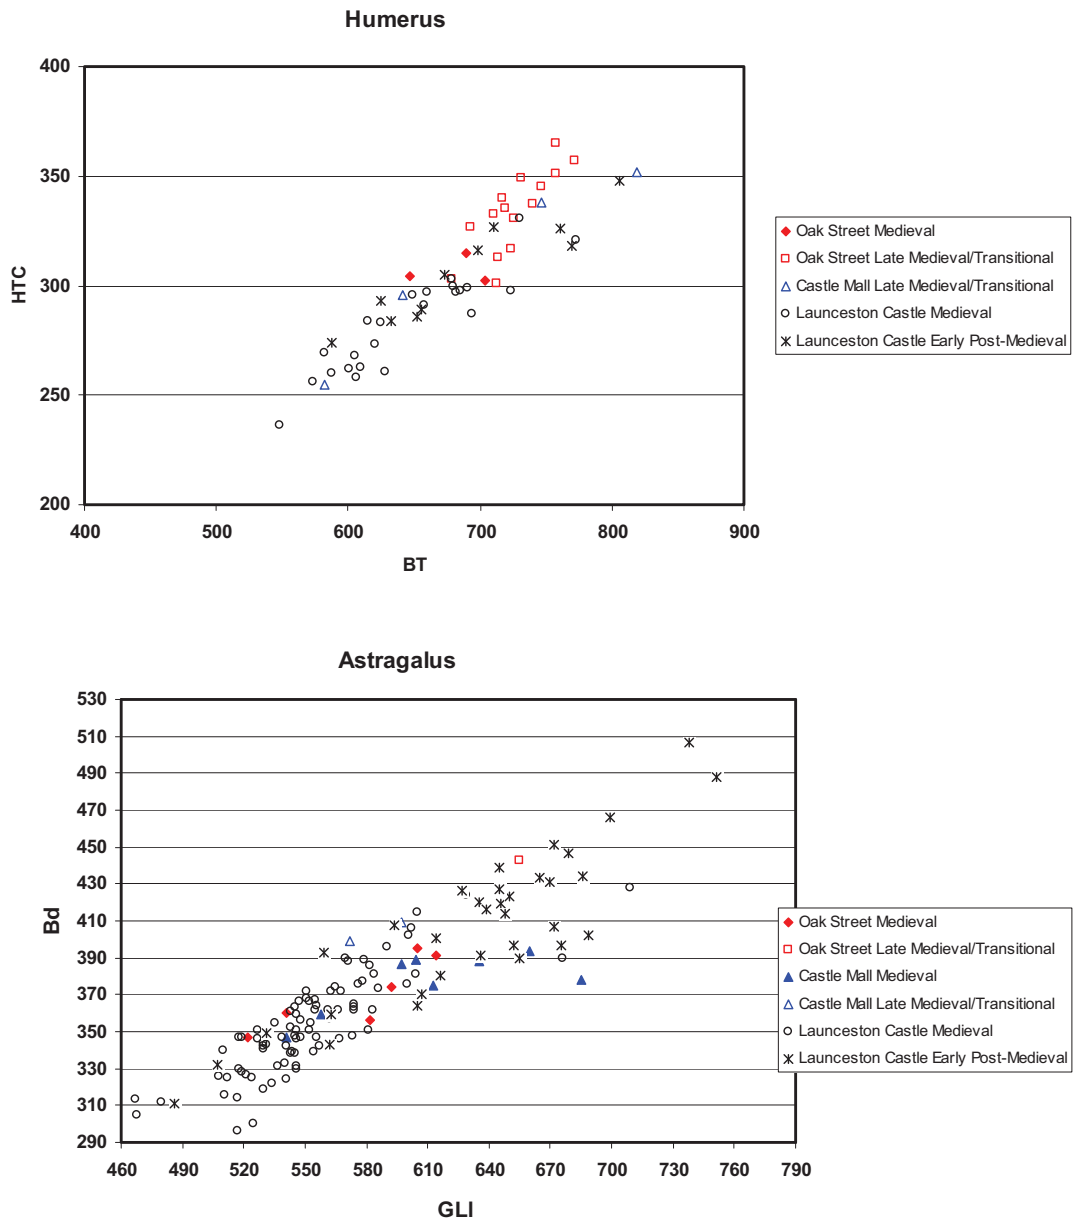 Humerus
400
350
300
250
200
HTC
400 500 600 700 800 900
BT
Oak Street Medieval
Oak Street Late Medieval/Transitional
Castle Mall Late Medieval/Transitional
Launceston Castle Medieval
Launceston Castle Early Post-Medieval
Astragalus
530
510
490
470
450
430
410
390
370
350
330
310
290
Bd
460 490 520 550 580 610 640 670 700 730 760 790
GLl
Oak Street Medieval
Oak Street Late Medieval/Transitional
Castle Mall Medieval
Castle Mall Late Medieval/Transitional
Launceston Castle Medieval
Launceston Castle Early Post-Medieval